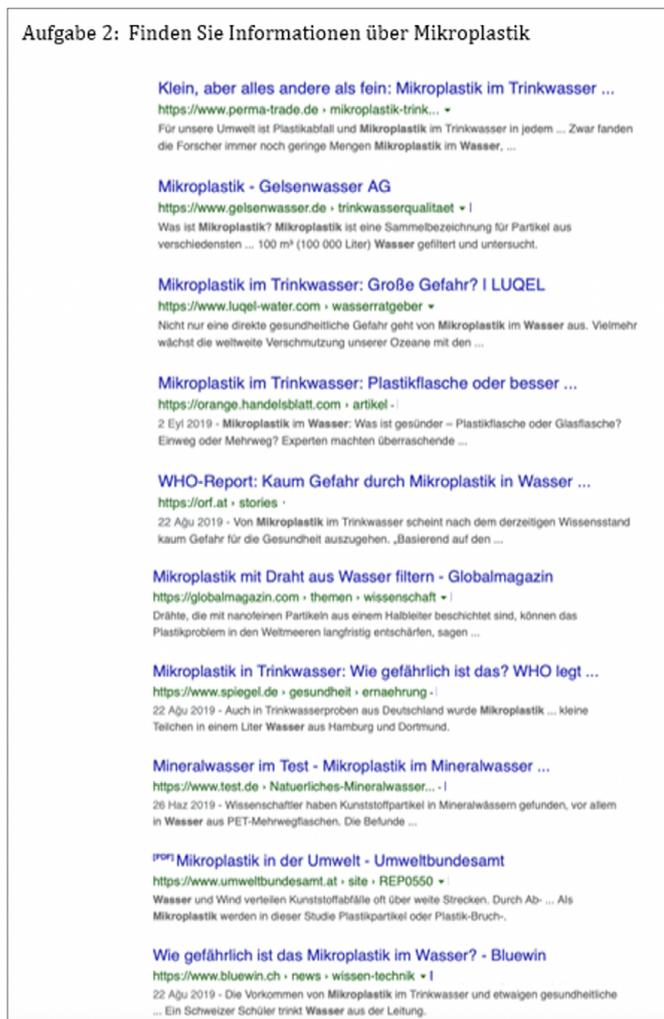 Aufgabe 2: Finden Sie Informationen über Mikroplastik
Klein, aber alles andere als fein: Mikroplastik im Trinkwasser ...
https://www.perma-trade.de › mikroplastik-trink...
Für unsere Umwelt ist Plastikabfall und Mikroplastik im Trinkwasser in jedem ... Zwar fanden
die Forscher immer noch geringe Mengen Mikroplastik im Wasser, ...
Mikroplastik - Gelsenwasser AG
https://www.gelsenwasser.de › trinkwasserqualitaet
Was ist Mikroplastik? Mikroplastik ist eine Sammelbezeichnung für Partikel aus
verschiedensten ... 100 m³ (100 000 Liter) Wasser gefiltert und untersucht.
Mikroplastik im Trinkwasser: Große Gefahr? | LUQEL
https://www.luqel-water.com › wasserratgeber
Nicht nur eine direkte gesundheitliche Gefahr geht von Mikroplastik im Wasser aus. Vielmehr
wächst die weltweite Verschmutzung unserer Ozeane mit den ...
Mikroplastik im Trinkwasser: Plastikflasche oder besser ...
https://orange.handelsblatt.com › artikel
2 Eyl 2019 - Mikroplastik im Wasser: Was ist gesünder – Plastikflasche oder Glasflasche?
Einweg oder Mehrweg? Experten machten überraschende ...
WHO-Report: Kaum Gefahr durch Mikroplastik in Wasser ...
https://orf.at › stories
22 Ağu 2019 - Von Mikroplastik im Trinkwasser scheint nach dem derzeitigen Wissensstand
kaum Gefahr für die Gesundheit auszugehen. „Basierend auf den ...
Mikroplastik mit Draht aus Wasser filtern - Globalmagazin
https://globalmagazin.com › themen › wissenschaft
Drähte, die mit nanofeinen Partikeln aus einem Halbleiter beschichtet sind, können das
Plastikproblem in den Weltmeeren langfristig entschärfen, sagen ...
Mikroplastik in Trinkwasser: Wie gefährlich ist das? WHO legt ...
https://www.spiegel.de › gesundheit › ernaehrung
22 Ağu 2019 - Auch in Trinkwasserproben aus Deutschland wurde Mikroplastik ... kleine
Teilchen in einem Liter Wasser aus Hamburg und Dortmund.
Mineralwasser im Test - Mikroplastik im Mineralwasser ...
https://www.test.de › Natuerliches-Mineralwasser...
26 Haz 2019 - Wissenschaftler haben Kunststoffpartikel in Mineralwässern gefunden, vor allem
in Wasser aus PET-Mehrwegflaschen. Die Befunde ...
[PDF] Mikroplastik in der Umwelt - Umweltbundesamt
https://www.umweltbundesamt.at › site › REP0550
Wasser und Wind verteilen Kunststoffabfälle oft über weite Strecken. Durch Ab- ... Als
Mikroplastik werden in dieser Studie Plastikpartikel oder Plastik-Bruch-.
Wie gefährlich ist das Mikroplastik im Wasser? - Bluewin
https://www.bluewin.ch › news › wissen-technik
22 Ağu 2019 - Die Vorkommen von Mikroplastik im Trinkwasser und etwaigen gesundheitliche
... Ein Schweizer Schüler trinkt Wasser aus der Leitung.